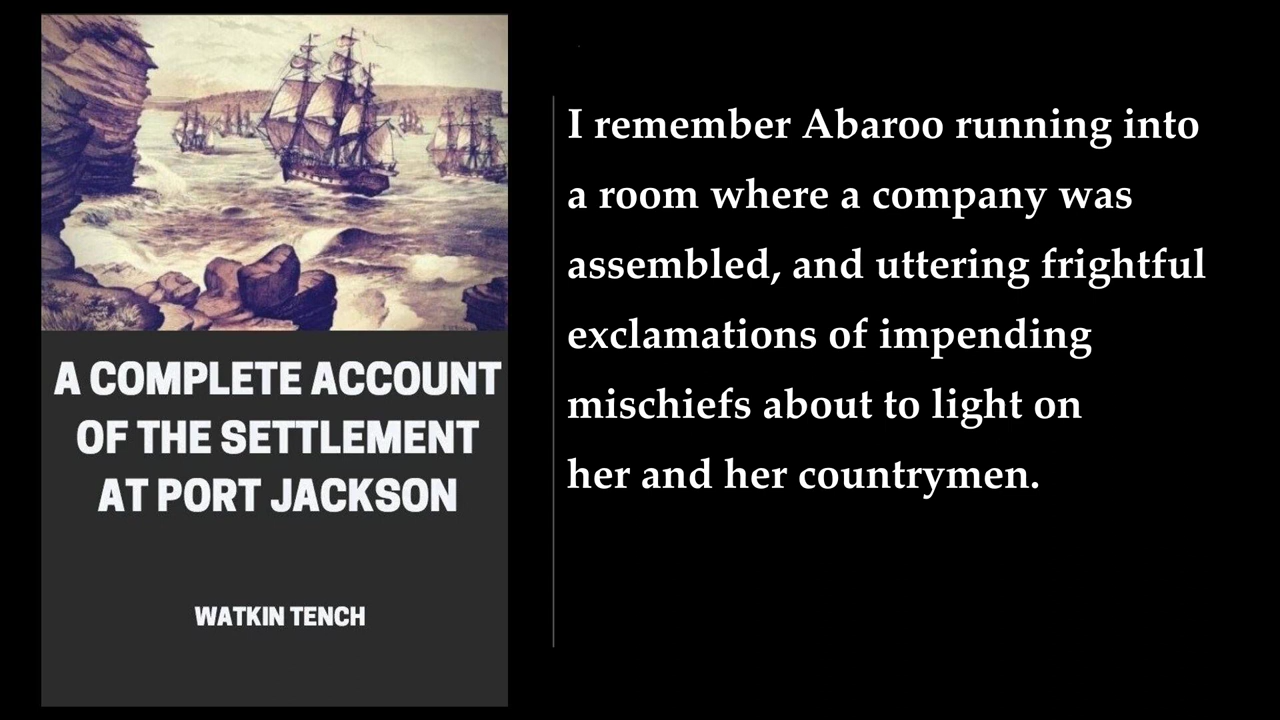 A COMPLETE ACCOUNT
OF THE SETTLEMENT
AT PORT JACKSON
WATKIN TENCH
I remember Abaroo running into
a room where a company was
assembled, and uttering frightful
exclamations of impending
mischiefs about to light on
her and her countrymen.